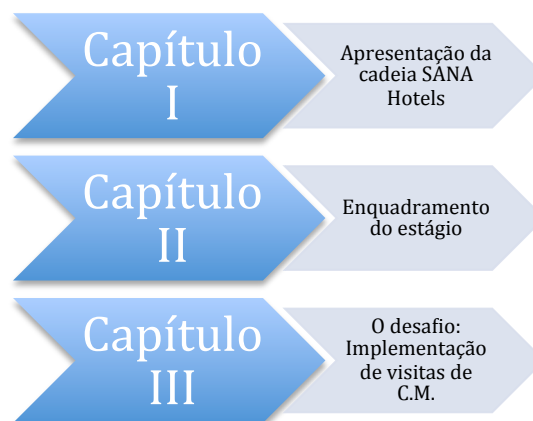 Capítulo
I
Apresentação da
cadeia SANA
Hotels
Capítulo
II
Enquadramento
do estágio
Capítulo
III
O desafio:
Implementação
de visitas de
C.M.